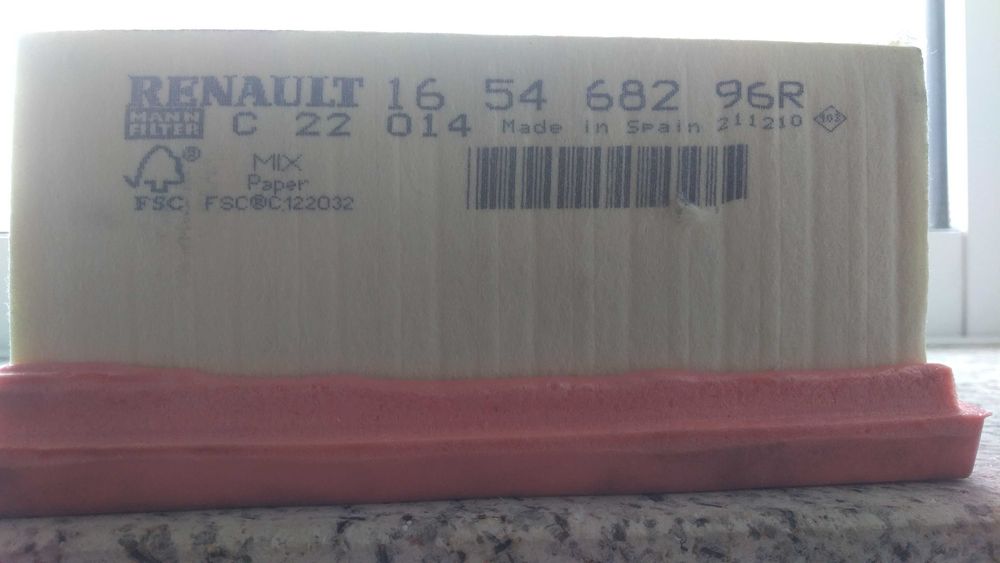 RENAULT 16 54 682 96R
MANN
FILTER
C 22 014 Made in Spain 211210
MIX
Paper
FSC ® FSC®C122032